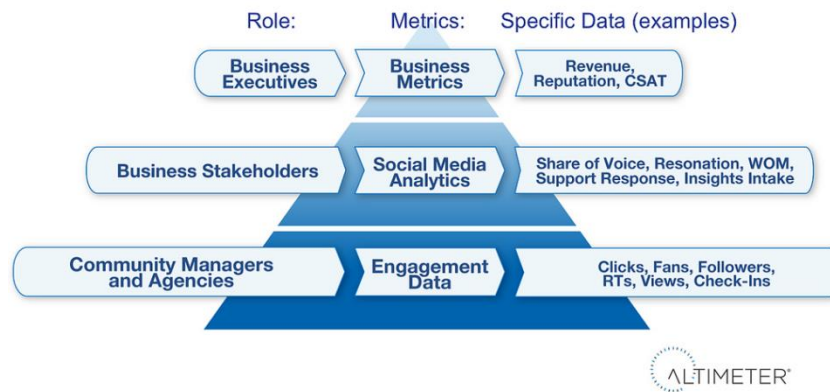 Role: Metrics: Specific Data (examples)
Business
Executives
Business
Metrics
Revenue,
Reputation, CSAT
Business Stakeholders
Social Media
Analytics
Share of Voice, Resonation, WOM,
Support Response, Insights Intake
Community Managers
and Agencies
Engagement
Data
Clicks, Fans, Followers,
RTs, Views, Check-Ins
ALTIMETER®